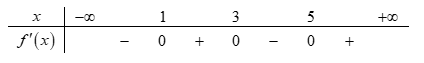 x −∞ 1 3 5 +∞
f′(x) − 0 + 0 − 0 +